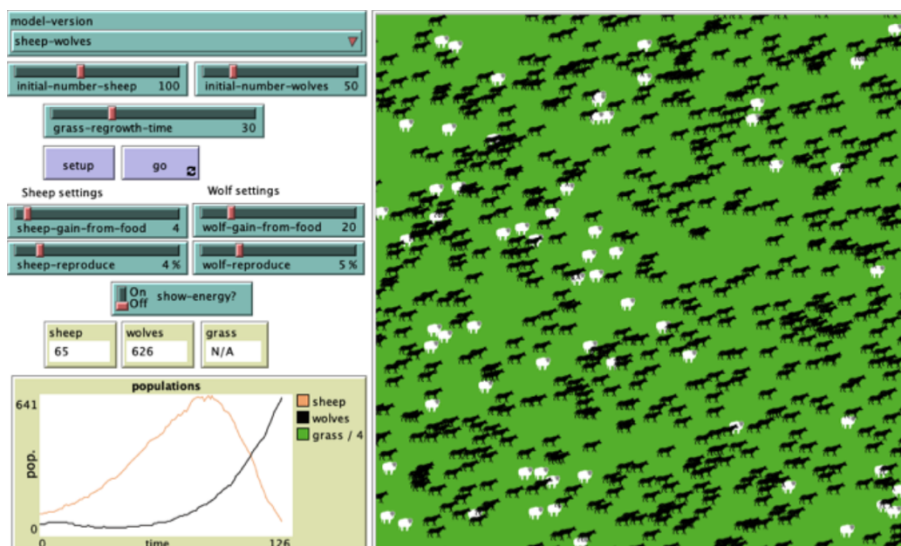 model-version
sheep-wolves
initial-number-sheep 100
initial-number-wolves 50
grass-regrowth-time 30
setup
go
Sheep settings
Wolf settings
sheep-gain-from-food 4
wolf-gain-from-food 20
sheep-reproduce 4 %
wolf-reproduce 5 %
On
Off
show-energy?
sheep
65
wolves
626
grass
N/A
populations
641
pop.
0
0
time
126
sheep
wolves
grass / 4